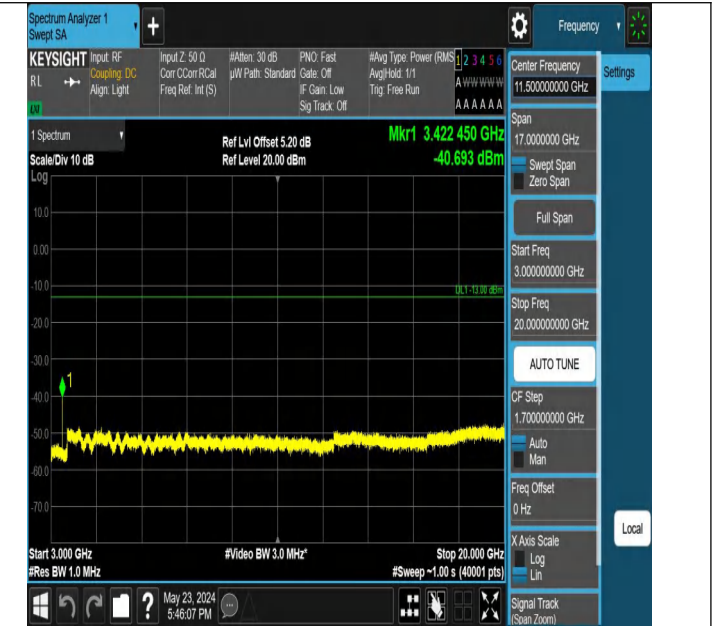 Spectrum Analyzer 1
Swept SA
+
Frequency
KEYSIGHT
RL
Input: RF
Coupling: DC
Align: Light
Input Z: 50 Ω
Corr CCorr RCal
Freq Ref: Int (S)
#Atten: 30 dB
µW Path: Standard
PNO: Fast
Gate: Off
IF Gain: Low
Sig Track: Off
#Avg Type: Power (RMS
Avg|Hold: 1/1
Trig: Free Run
1 2 3 4 5 6
A W W W W W
A A A A A A
1 Spectrum
Scale/Div 10 dB
Log
Ref Lvl Offset 5.20 dB
Ref Level 20.00 dBm
Mkr1 3.422 450 GHz
-40.693 dBm
10.0
0.00
-10.0
DL1 -13.00 dBm
-20.0
-30.0
1
-40.0
-50.0
-60.0
-70.0
Start 3.000 GHz
#Res BW 1.0 MHz
#Video BW 3.0 MHz*
Stop 20.000 GHz
#Sweep ~1.00 s (40001 pts)
?
May 23, 2024
5:46:07 PM
Center Frequency
11.500000000 GHz
Settings
Span
17.0000000 GHz
Swept Span
Zero Span
Full Span
Start Freq
3.000000000 GHz
Stop Freq
20.000000000 GHz
AUTO TUNE
CF Step
1.700000000 GHz
Auto
Man
Freq Offset
0 Hz
X Axis Scale
Log
Lin
Local
Signal Track
(Span Zoom)